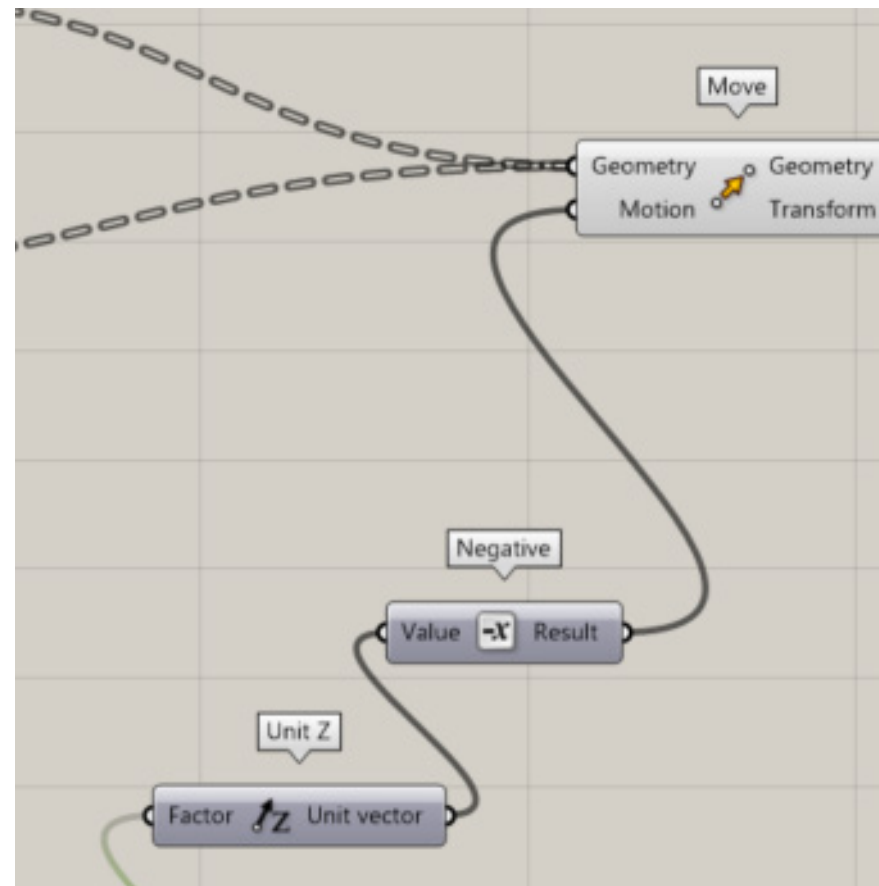 Move
Geometry Geometry
Motion Transform
Negative
Value -x Result
Unit Z
Factor Z Unit vector